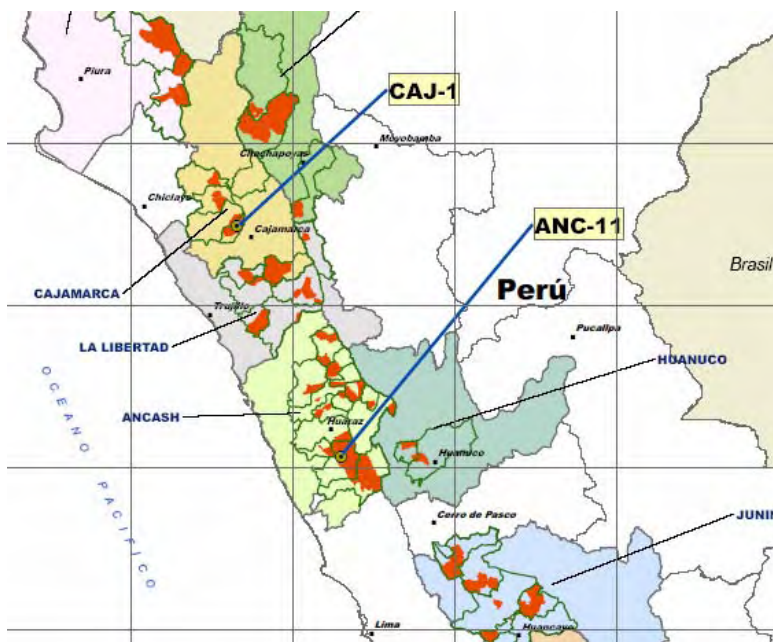 Piura
CAJ-1
Moyobamba
Chachapoyas
Chiclayo
ANC-11
Cajamarca
Brasil
CAJAMARCA
Perú
Trujillo
Pucallpa
LA LIBERTAD
HUANUCO
OCEANO PACIFICO
ANCASH
Huaraz
Huanuco
Cerro de Pasco
JUNIN
Lima
Huancayo